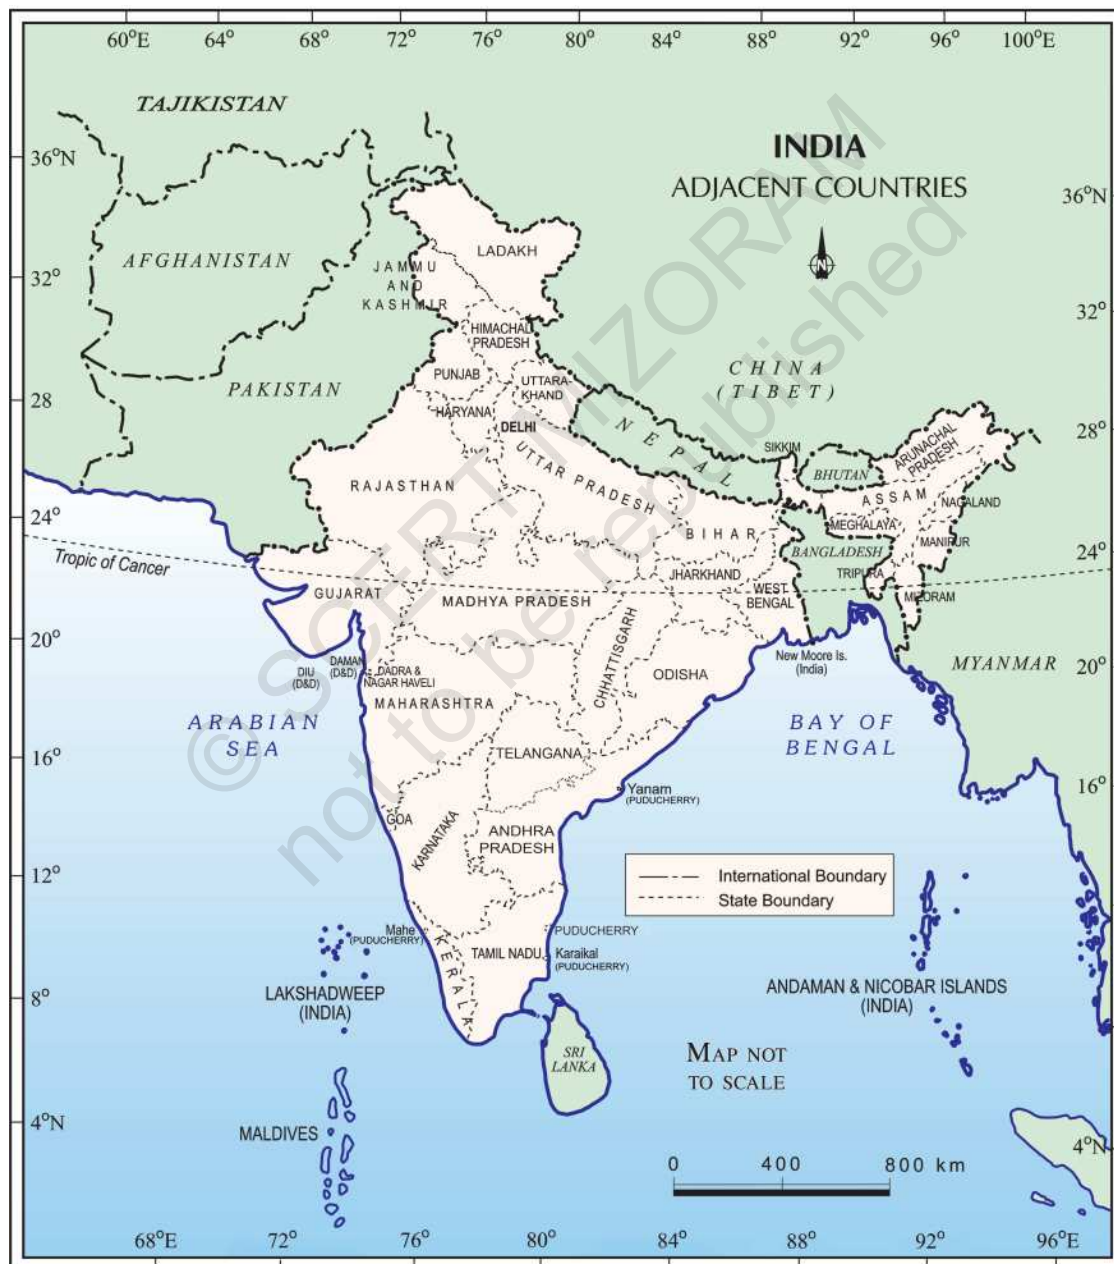 60°E 64° 68° 72° 76° 80° 84° 88° 92° 96° 100°E
TAJIKISTAN
INDIA
ADJACENT COUNTRIES
36°N
36°N
N
AFGHANISTAN
LADAKH
JAMMU
AND
KASHMIR
32°
32°
HIMACHAL
PRADESH
CHINA
(TIBET)
PAKISTAN
PUNJAB
UTTARA-
KHAND
28°
28°
HARYANA
DELHI
NEPAL
SIKKIM
BHUTAN
ARUNACHAL
PRADESH
RAJASTHAN
UTTAR PRADESH
ASSAM
NAGALAND
24°
24°
BIHAR
MEGHALAYA
MANIPUR
BANGLADESH
Tropic of Cancer
JHARKHAND
TRIPURA
GUJARAT
MADHYA PRADESH
WEST
BENGAL
MIZORAM
20°
20°
CHHATTISGARH
New Moore Is.
(India)
MYANMAR
DIU
(D&D)
DAMAN
(D&D)
DADRA &
NAGAR HAVELI
ODISHA
MAHARASHTRA
ARABIAN
SEA
BAY OF
BENGAL
TELANGANA
16°
16°
Yanam
(PUDUCHERRY)
GOA
KARNATAKA
ANDHRA
PRADESH
12°
12°
International Boundary
State Boundary
Mahe
(PUDUCHERRY)
PUDUCHERRY
KERALA
TAMIL NADU
Karaikal
(PUDUCHERRY)
LAKSHADWEEP
(INDIA)
ANDAMAN & NICOBAR ISLANDS
(INDIA)
8°
8°
SRI
LANKA
MAP NOT
TO SCALE
4°N
4°N
MALDIVES
0 400 800 km
68°E 72° 76° 80° 84° 88° 92° 96°E
© SCERT MIZORAM
not to be republished